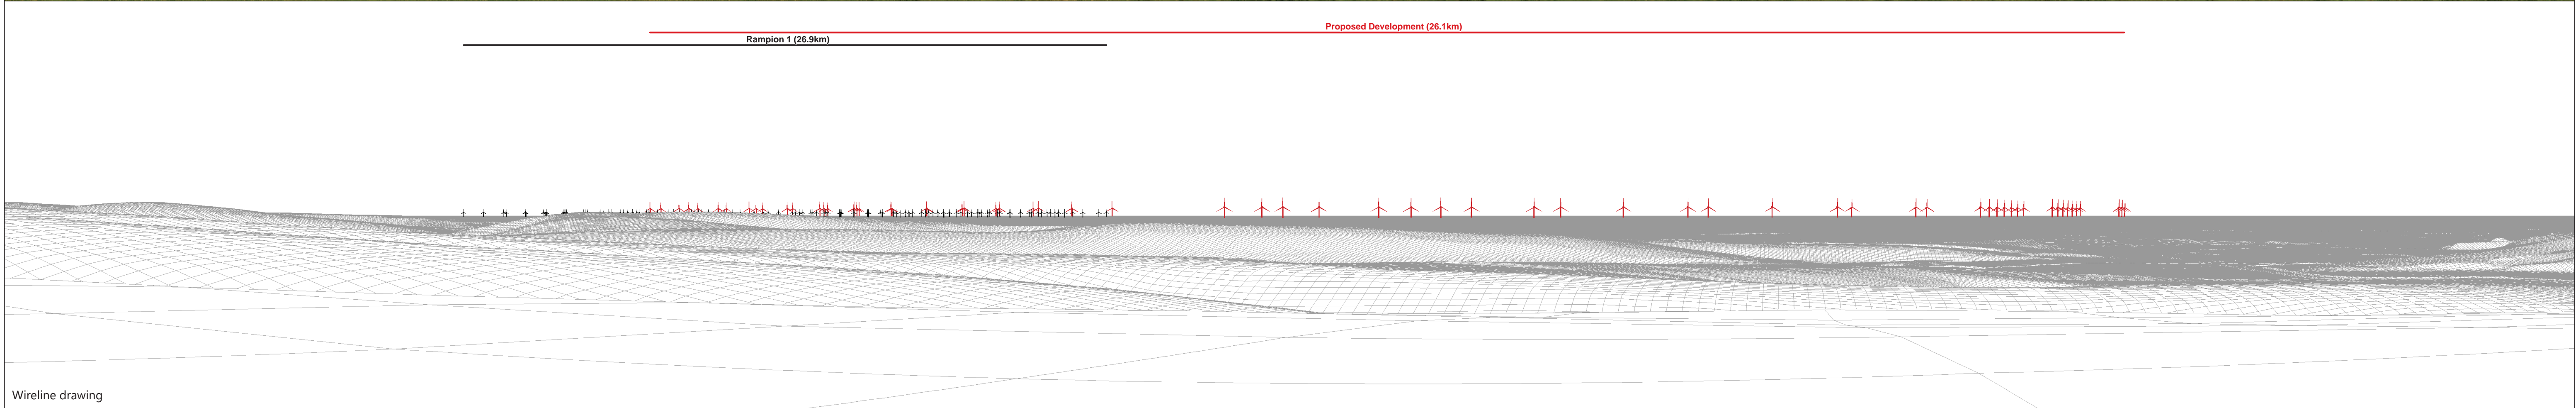 Proposed Development (26.1km)
Rampion 1 (26.9km)
Wireline drawing